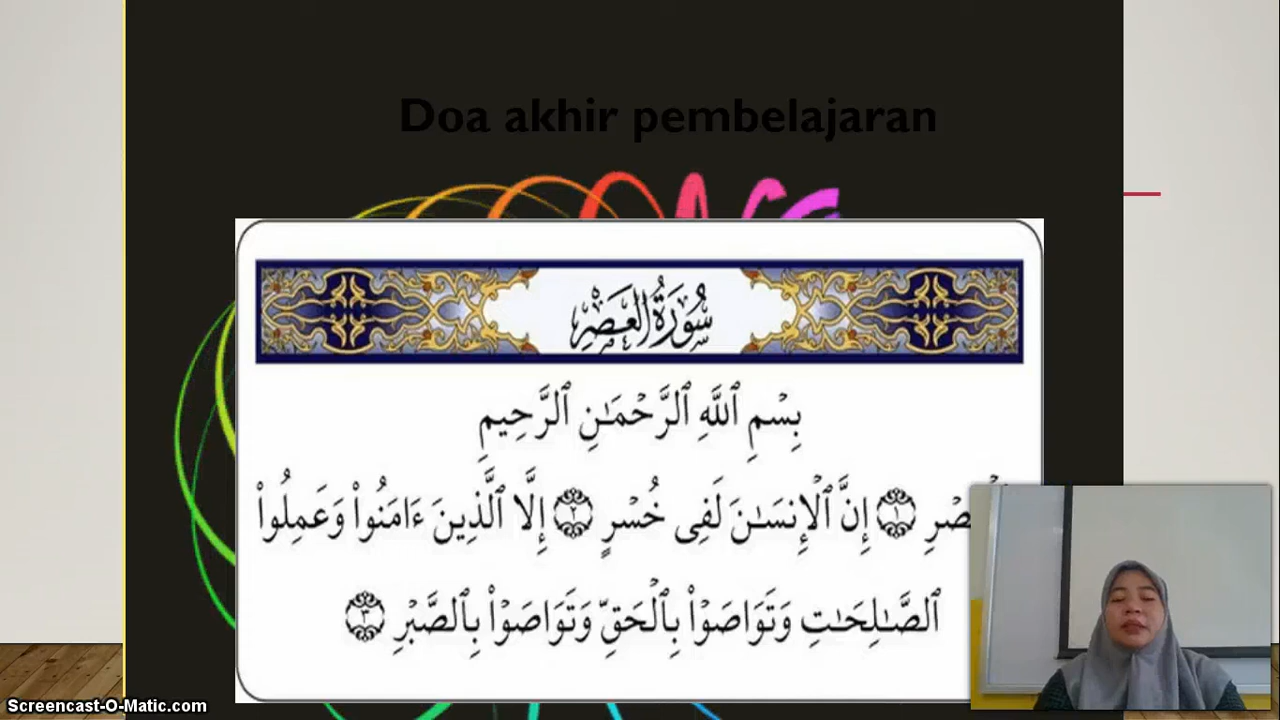 Doa akhir pembelajaran
سُورَةُ العَصْرِ
بِسْمِ ٱللَّهِ ٱلرَّحْمَـٰنِ ٱلرَّحِيمِ
۝١ إِنَّ ٱلْإِنسَـٰنَ لَفِى خُسْرٍ ۝٢ إِلَّا ٱلَّذِينَ ءَامَنُوا۟ وَعَمِلُوا۟
ٱلصَّـٰلِحَـٰتِ وَتَوَاصَوْا۟ بِٱلْحَقِّ وَتَوَاصَوْا۟ بِٱلصَّبْرِ ۝٣
Screencast-O-Matic.com